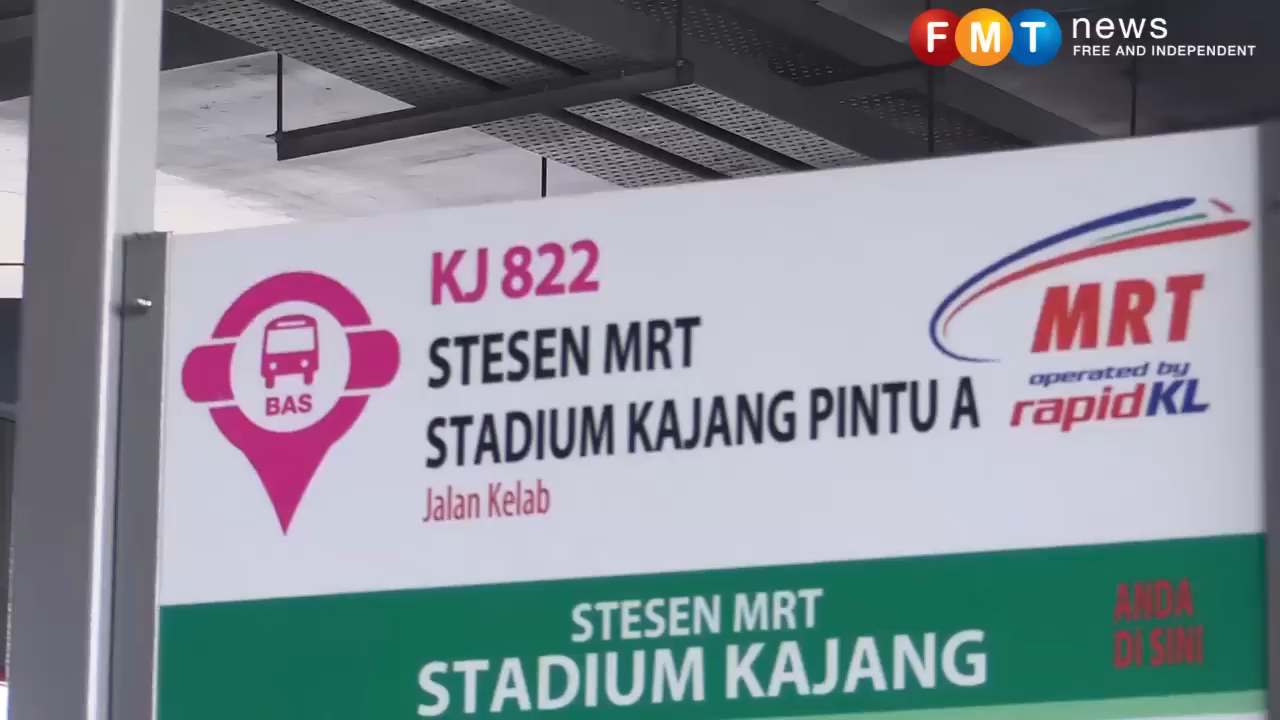 FMT news
FREE AND INDEPENDENT
KJ 822
STESEN MRT
STADIUM KAJANG PINTU A
Jalan Kelab
BAS
MRT
operated by
rapidKL
STESEN MRT
STADIUM KAJANG
ANDA
DI SINI